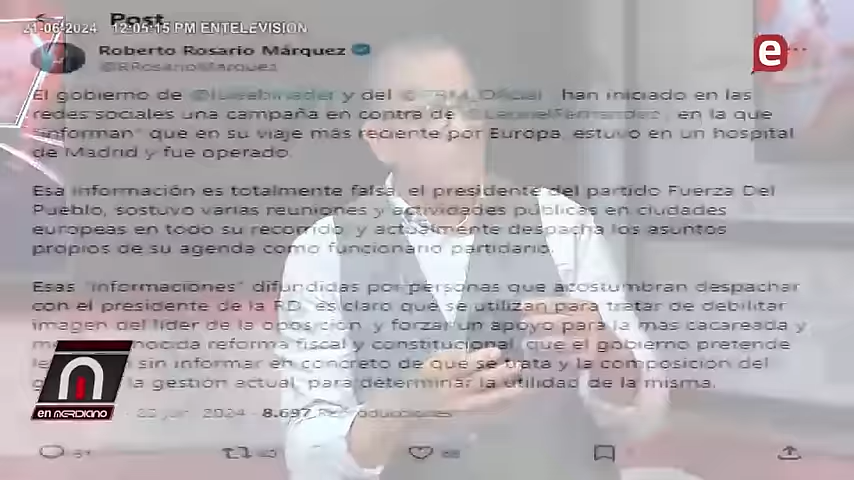 21-06-2024 12:05:15 PM ENTELEVISION
Post
e
Roberto Rosario Márquez
@RRosarioMarquez
El gobierno de @luisabinader y del @PRM_Oficial han iniciado en las
redes sociales una campaña en contra de @LeonelFernandez, en la que
"informan" que en su viaje más reciente por Europa, estuvo en un hospital
de Madrid y fue operado.
Esa información es totalmente falsa, el presidente del partido Fuerza Del
Pueblo, sostuvo varias reuniones y actividades públicas en ciudades
europeas en todo su recorrido, y actualmente despacha los asuntos
propios de su agenda como funcionario partidario.
Esas "informaciones" difundidas por personas que acostumbran despachar
con el presidente de la RD, es claro que se utilizan para tratar de debilitar
imagen del líder de la oposición, y forzar un apoyo para la mas cacareada y
reforma fiscal y constitucional, que el gobierno pretende
sin informar en concreto de que se trata y la composición del
la gestión actual, para determinar la utilidad de la misma.
en MERIDIANO
2024 8.697